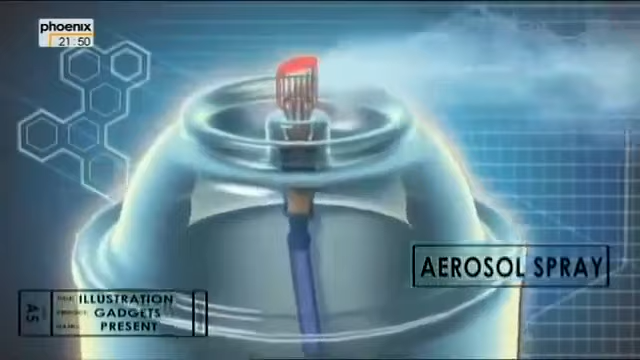 phoenix
21:50
AEROSOL SPRAY
A5
ILLUSTRATION
GADGETS
PRESENT